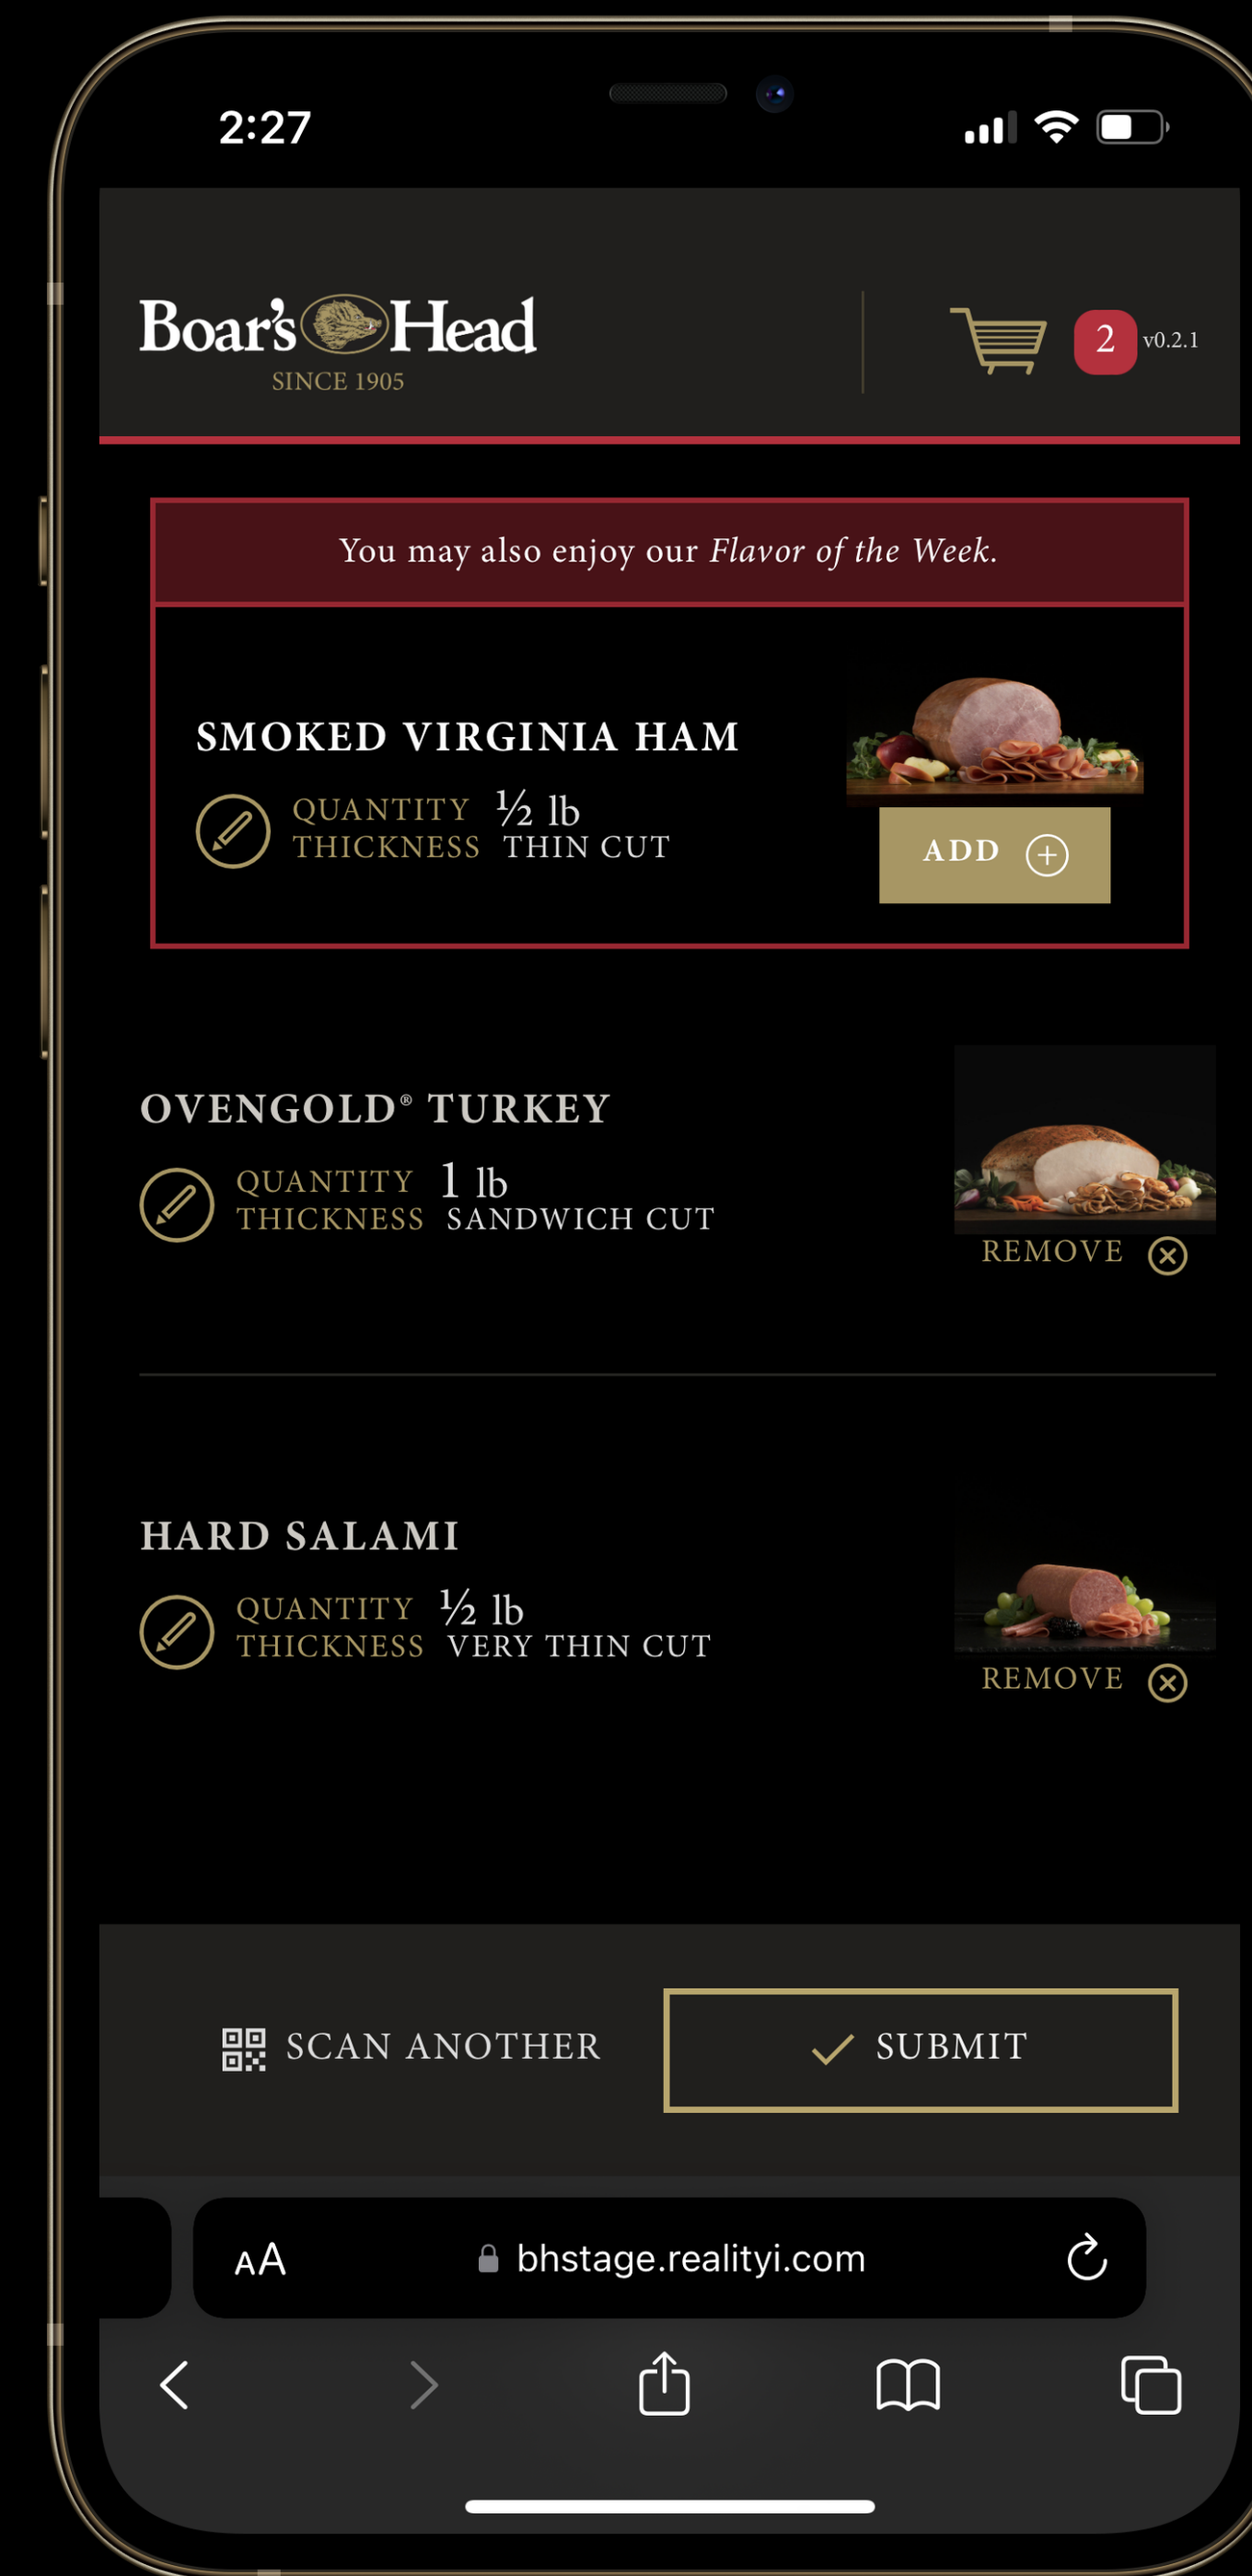 2:27
Boar's Head
SINCE 1905
2 v0.2.1
You may also enjoy our Flavor of the Week.
SMOKED VIRGINIA HAM
QUANTITY ½ lb
THICKNESS THIN CUT
ADD
OVENGOLD® TURKEY
QUANTITY 1 lb
THICKNESS SANDWICH CUT
REMOVE
HARD SALAMI
QUANTITY ½ lb
THICKNESS VERY THIN CUT
REMOVE
SCAN ANOTHER
SUBMIT
AA bhstage.realityi.com